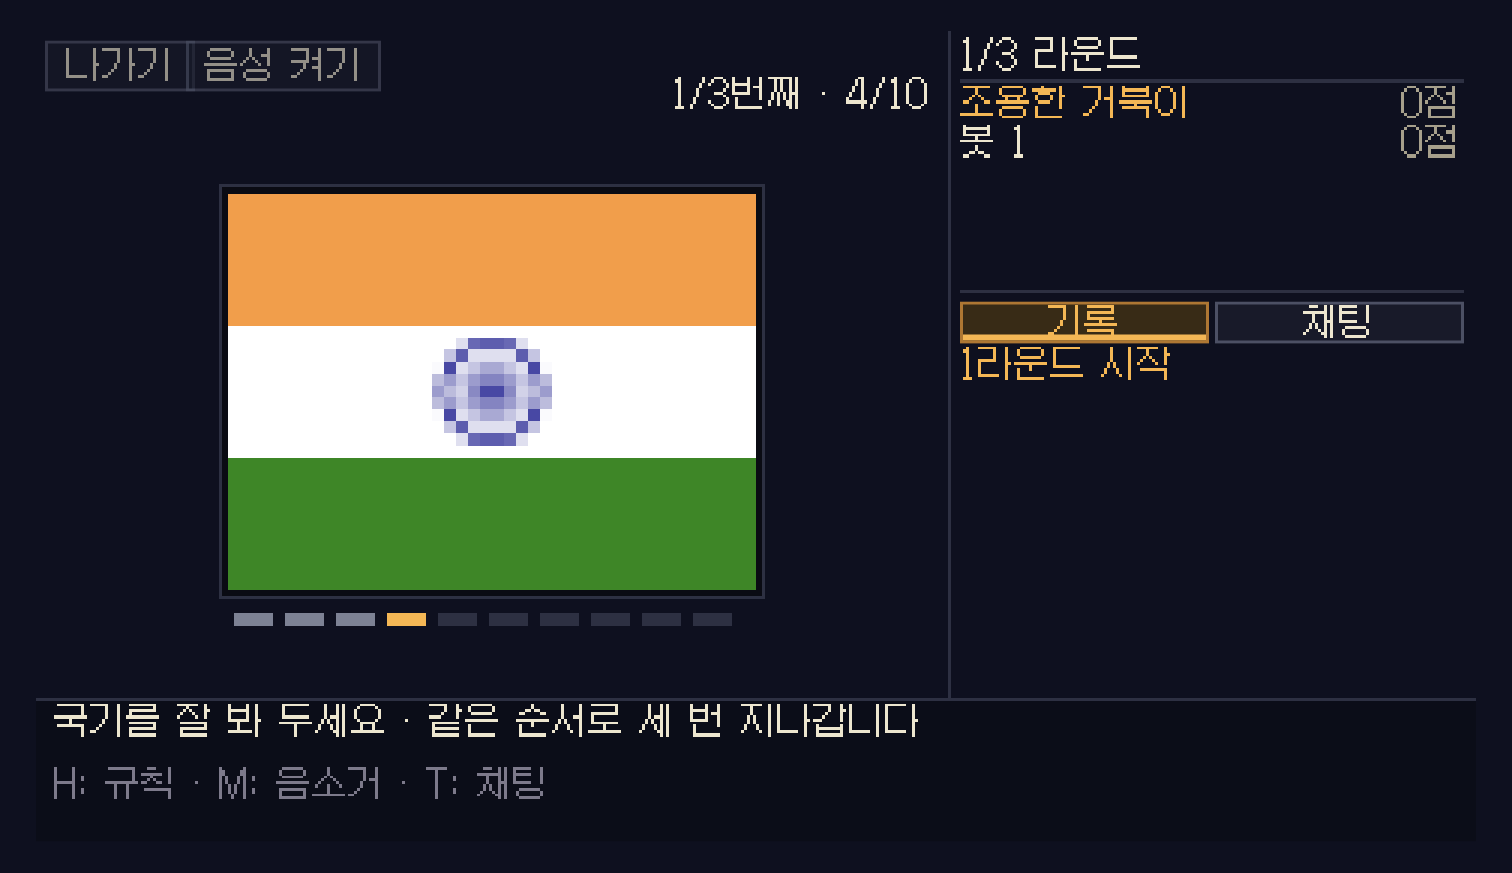 나가기 음성 켜기
1/3번째 · 4/10
1/3 라운드
조용한 거북이 0점
봇 1 0점
기록 채팅
1라운드 시작
국기를 잘 봐 두세요 · 같은 순서로 세 번 지나갑니다
H: 규칙 · M: 음소거 · T: 채팅